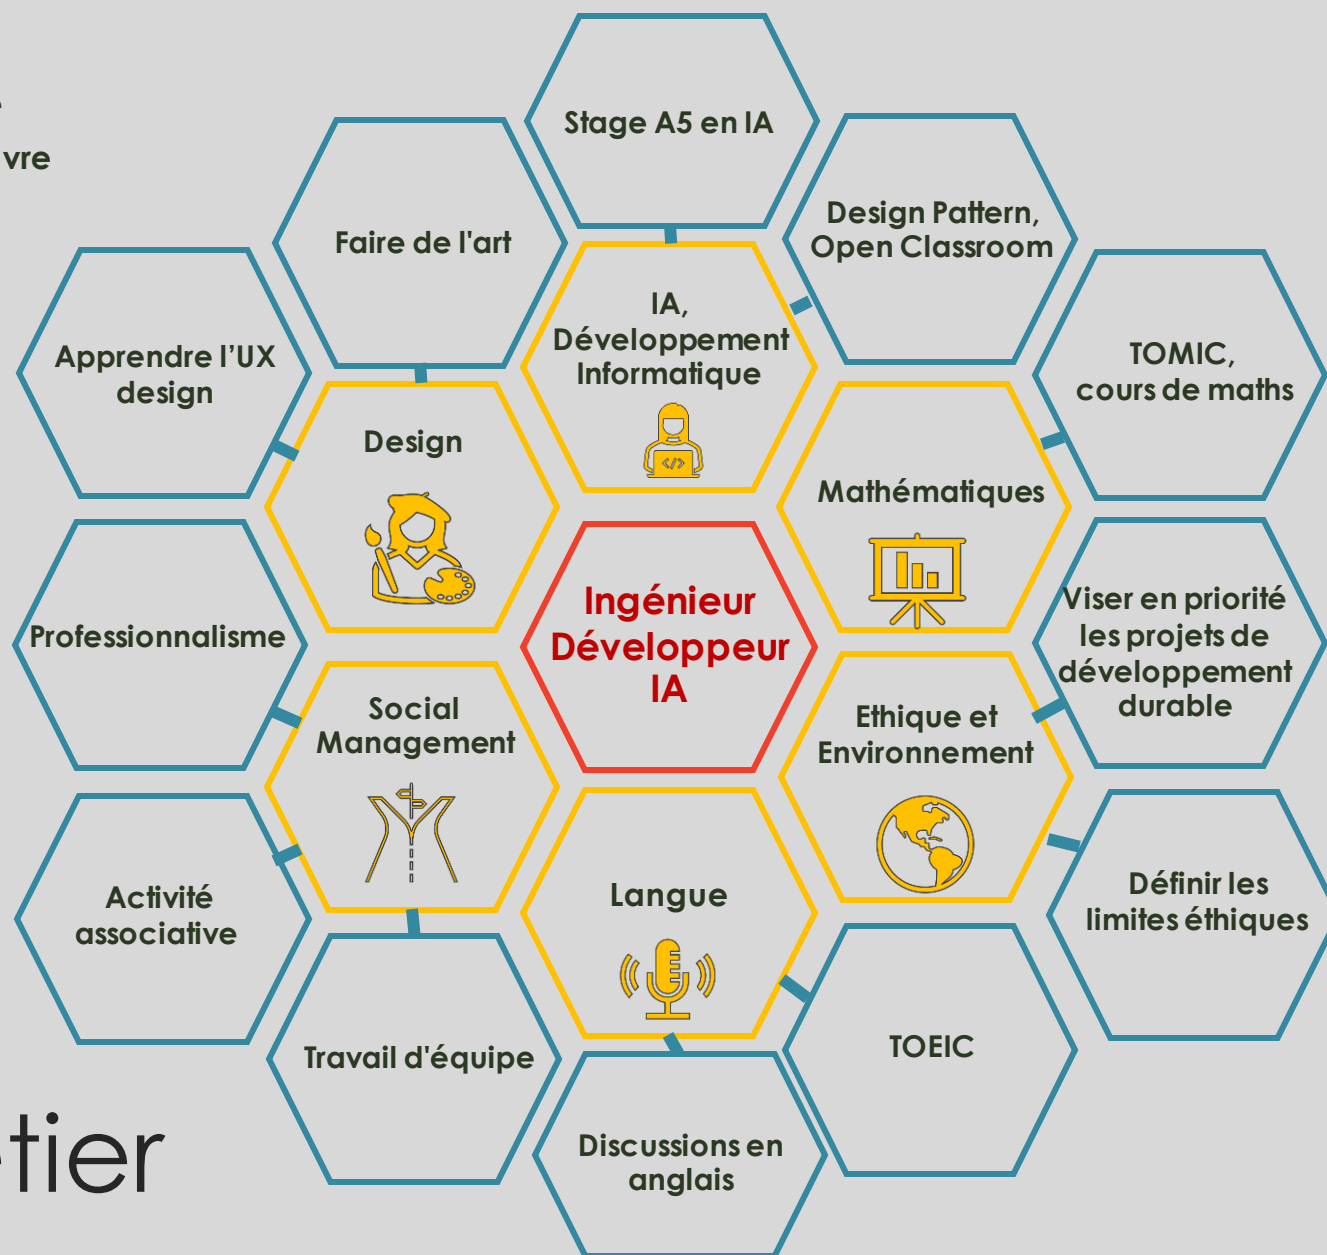 vre
Stage A5 en IA
Faire de l'art
Design Pattern,
Open Classroom
Apprendre l'UX
design
IA,
Développement
Informatique
</>
TOMIC,
cours de maths
Design
Mathématiques
Professionnalisme
Ingénieur
Développeur
IA
Viser en priorité
les projets de
développement
durable
Social
Management
Ethique et
Environnement
Activité
associative
Langue
Définir les
limites éthiques
Travail d'équipe
TOEIC
Discussions en
anglais
etier